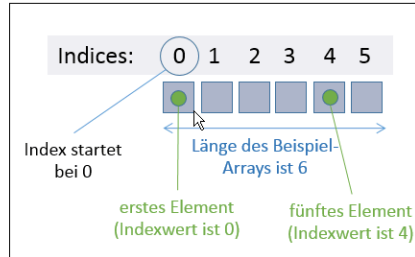 Indices: 0 1 2 3 4 5
Index startet
bei 0
Länge des Beispiel-
Arrays ist 6
erstes Element
(Indexwert ist 0)
fünftes Element
(Indexwert ist 4)